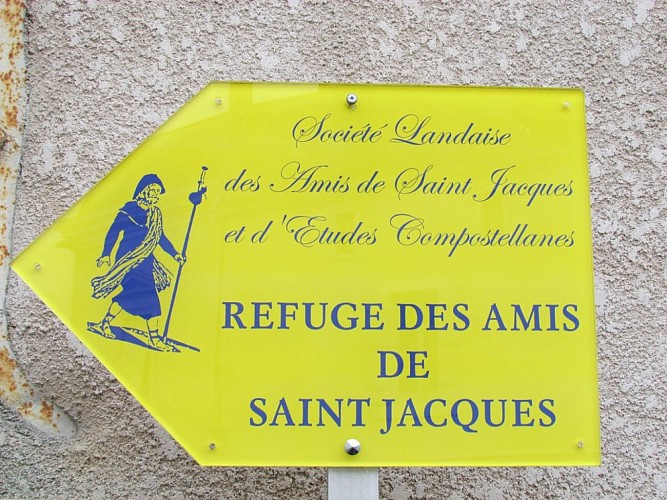 Société Landaise
des Amis de Saint Jacques
et d'Etudes Compostellanes
REFUGE DES AMIS
DE
SAINT JACQUES